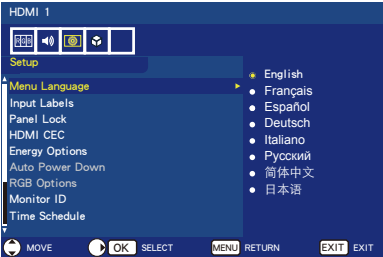 HDMI 1
RGB
Setup
Menu Language
Input Labels
Panel Lock
HDMI CEC
Energy Options
Auto Power Down
RGB Options
Monitor ID
Time Schedule
English
Français
Español
Deutsch
Italiano
Русский
简体中文
日本语
MOVE OK SELECT MENU RETURN EXIT EXIT